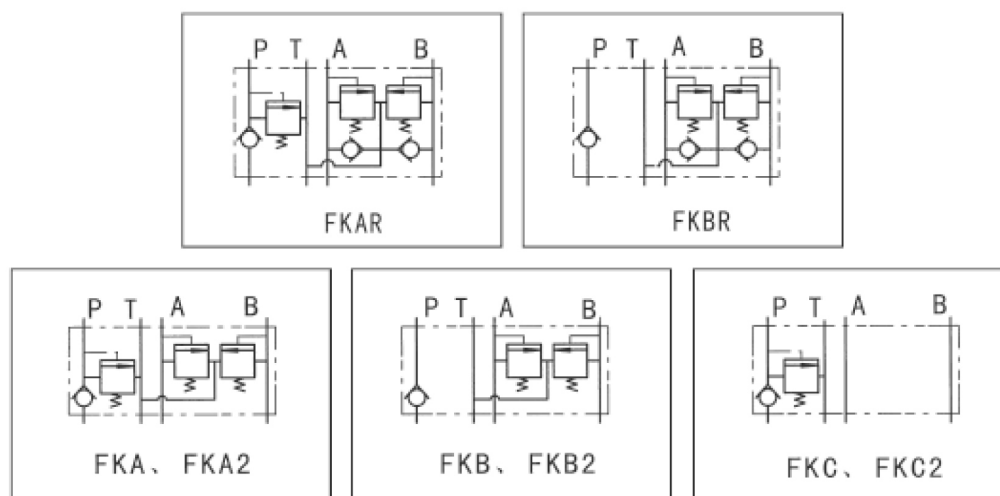 P T A B
FKAR
P T A B
FKBR
P T A B
FKA、FKA2
P T A B
FKB、FKB2
P T A B
FKC、FKC2